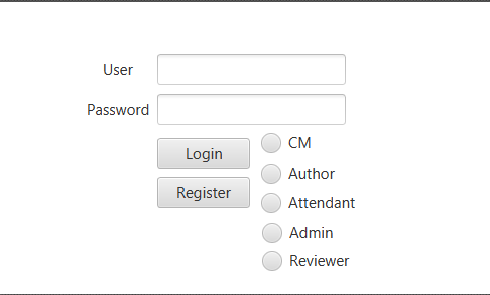 User
Password
Login
Register
CM
Author
Attendant
Admin
Reviewer